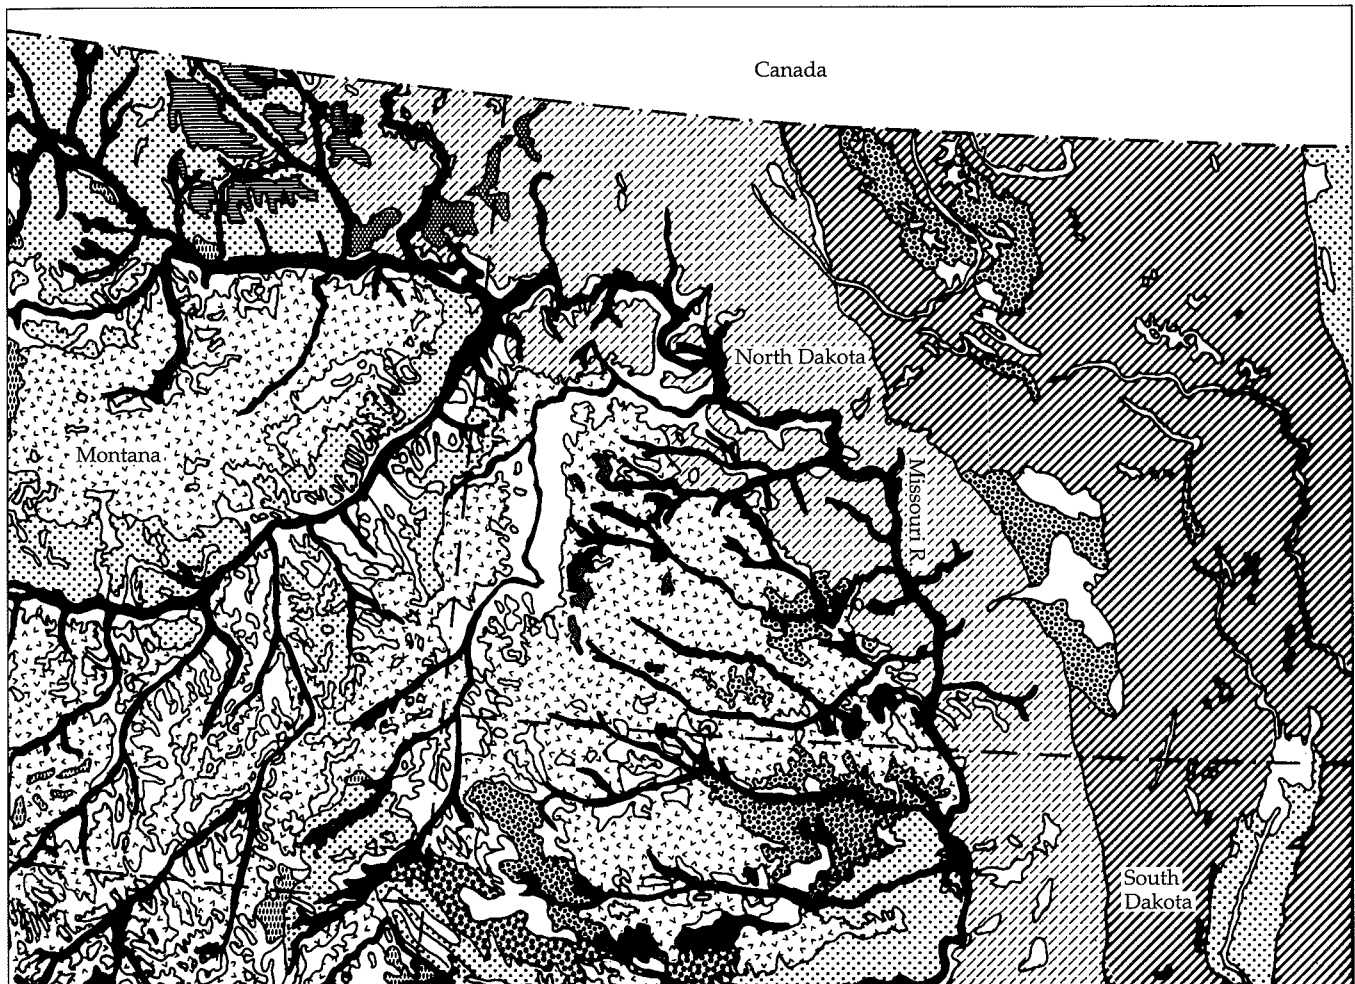 Canada
North Dakota
Montana
Missouri R.
South
Dakota